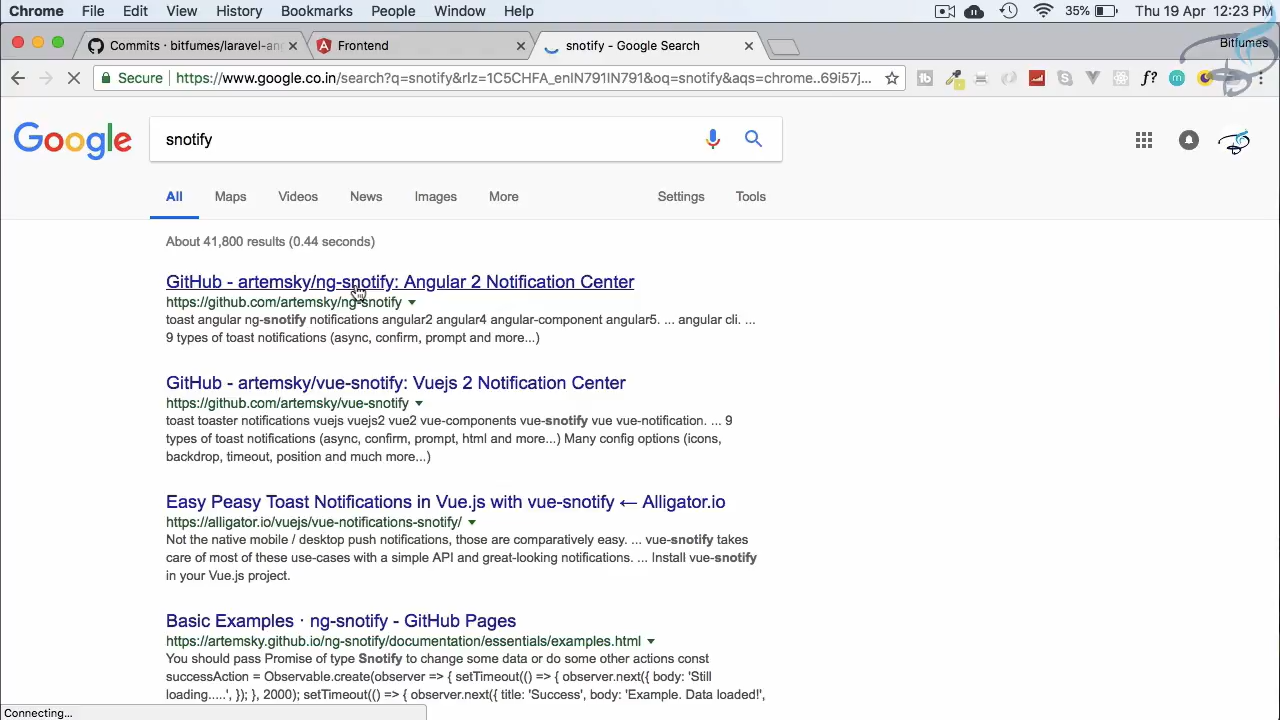 Chrome File Edit View History Bookmarks People Window Help 35% Thu 19 Apr 12:23 PM
Commits · bitfumes/laravel-an Frontend snotify - Google Search Bitfumes
Secure https://www.google.co.in/search?q=snotify&rlz=1C5CHFA_enIN791IN791&oq=snotify&aqs=chrome..69i57j...
Google snotify
All Maps Videos News Images More Settings Tools
About 41,800 results (0.44 seconds)
GitHub - artemsky/ng-snotify: Angular 2 Notification Center
https://github.com/artemsky/ng-snotify
toast angular ng-snotify notifications angular2 angular4 angular-component angular5. ... angular cli. ...
9 types of toast notifications (async, confirm, prompt and more...)
GitHub - artemsky/vue-snotify: Vuejs 2 Notification Center
https://github.com/artemsky/vue-snotify
toast toaster notifications vuejs vuejs2 vue2 vue-components vue-snotify vue vue-notification. ... 9
types of toast notifications (async, confirm, prompt, html and more...) Many config options (icons,
backdrop, timeout, position and much more...)
Easy Peasy Toast Notifications in Vue.js with vue-snotify ← Alligator.io
https://alligator.io/vuejs/vue-notifications-snotify/
Not the native mobile / desktop push notifications, those are comparatively easy. ... vue-snotify takes
care of most of these use-cases with a simple API and great-looking notifications. ... Install vue-snotify
in your Vue.js project.
Basic Examples · ng-snotify - GitHub Pages
https://artemsky.github.io/ng-snotify/documentation/essentials/examples.html
You should pass Promise of type Snotify to change some data or do some other actions const
successAction = Observable.create(observer => { setTimeout(() => { observer.next({ body: 'Still
loading.....', }); }, 2000); setTimeout(() => { observer.next({ title: 'Success', body: 'Example. Data loaded!',
Connecting...